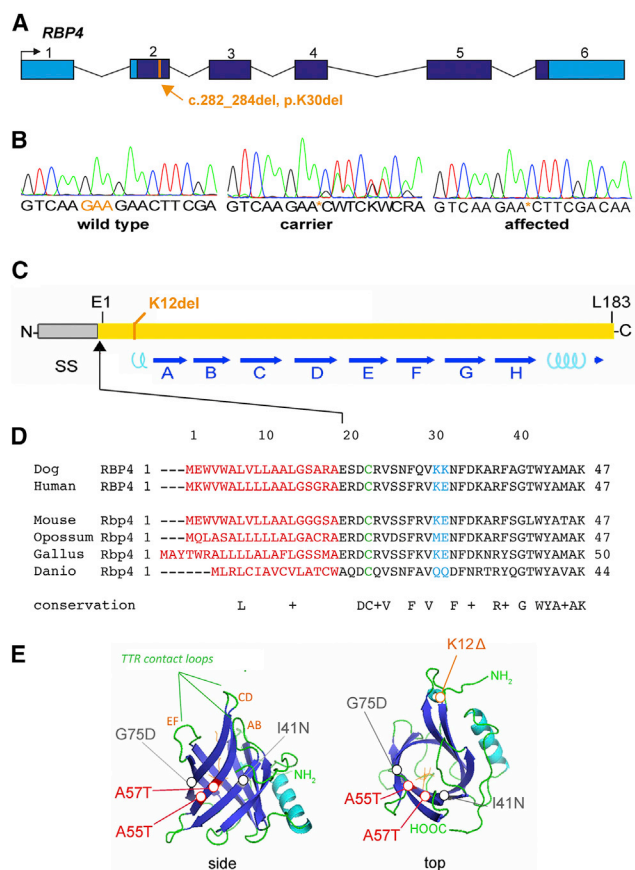 A
RBP4
1 2 3 4 5 6
c.282_284del, p.K30del
B
GTCAAGAAGAACTTCGA GTCAAGAA*CWTCKWCRA GTCAAGAA*CTTCGACAA
wild type carrier affected
C
E1 K12del L183
N C
SS
A B C D E F G H
D
1 10 20 30 40
Dog RBP4 1 ---MEWVWALVLLAALGSARAESDCRVSNFQVKKNFDKARFAGTWYAMAK 47
Human RBP4 1 ---MKWVWALLLLAALGSGRAERDCRVSSFRVKENFDKARFSGTWYAMAK 47
Mouse Rbp4 1 ---MEWVWALVLLAALGGGSAERDCRVSSFRVKENFDKARFSGLWYATAK 47
Opossum Rbp4 1 ---MQLASALLLLALLGACRAERDCRVSSFRVMENFDKARFSGTWYAMAK 47
Gallus Rbp4 1 MAYTWRALLLLALAFLGSSMAERDCRVSSFKVKENFDKNRYSGTWYAMAK 50
Danio Rbp4 1 ------MLRLCIAVCVLATCWAQDCQVSNFAVQQNFDRTRYQGTWYAVAK 44
conservation L + DC+V F V F + R+ G WYA+AK
E
TTR contact loops
K12Δ
NH2
CD
G75D EF AB I41N G75D
NH2
A57T A55T I41N
A55T A57T
HOOC
side top